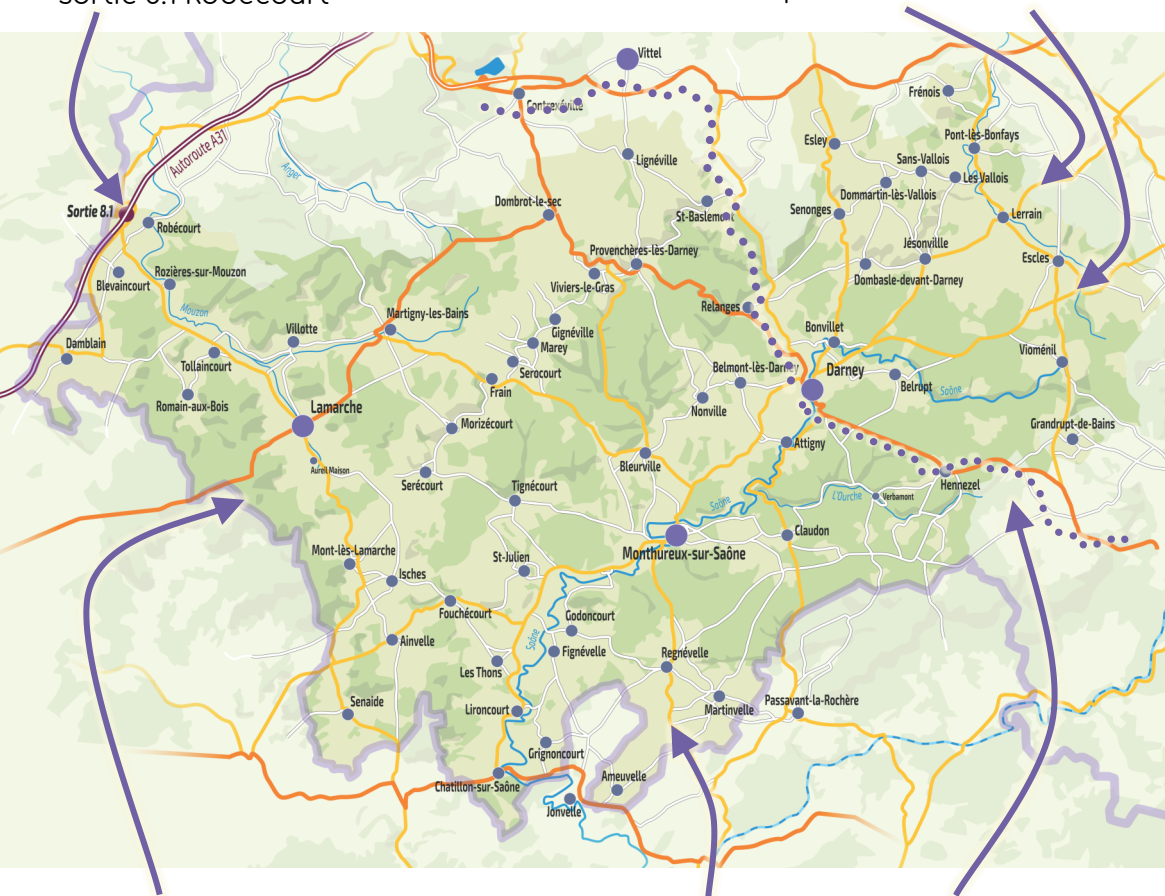 sortie 8.1 Robécourt
Vittel
Contrexéville
Frénois
Autoroute A31
Esley
Pont-lès-Bonfays
Lignéville
Sans-Vallois
Les Vallois
Anger
Dommartin-lès-Vallois
Dombrot-le-sec
Sortie 8.1
St-Baslemont
Senonges
Lerrain
Robécourt
Jésonville
Provenchères-lès-Darney
Escles
Rozières-sur-Mouzon
Blevaincourt
Viviers-le-Gras
Dombasle-devant-Darney
Mouzon
Relanges
Martigny-les-Bains
Villotte
Gignéville
Bonvillet
Marey
Damblain
Vioménil
Tollaincourt
Serocourt
Belmont-lès-Darney
Darney
Belrupt
Saône
Frain
Romain-aux-Bois
Nonville
Lamarche
Morizécourt
Grandrupt-de-Bains
Attigny
Aureil Maison
Bleurville
Serécourt
Hennezel
Tignécourt
L'Ourche
Verbamont
Saône
Claudon
Mont-lès-Lamarche
St-Julien
Monthureux-sur-Saône
Isches
Fouchécourt
Godoncourt
Ainvelle
Saône
Fignévelle
Regnévelle
Les Thons
Senaide
Lironcourt
Martinvelle
Passavant-la-Rochère
Grignoncourt
Chatillon-sur-Saône
Ameuvelle
Jonvelle